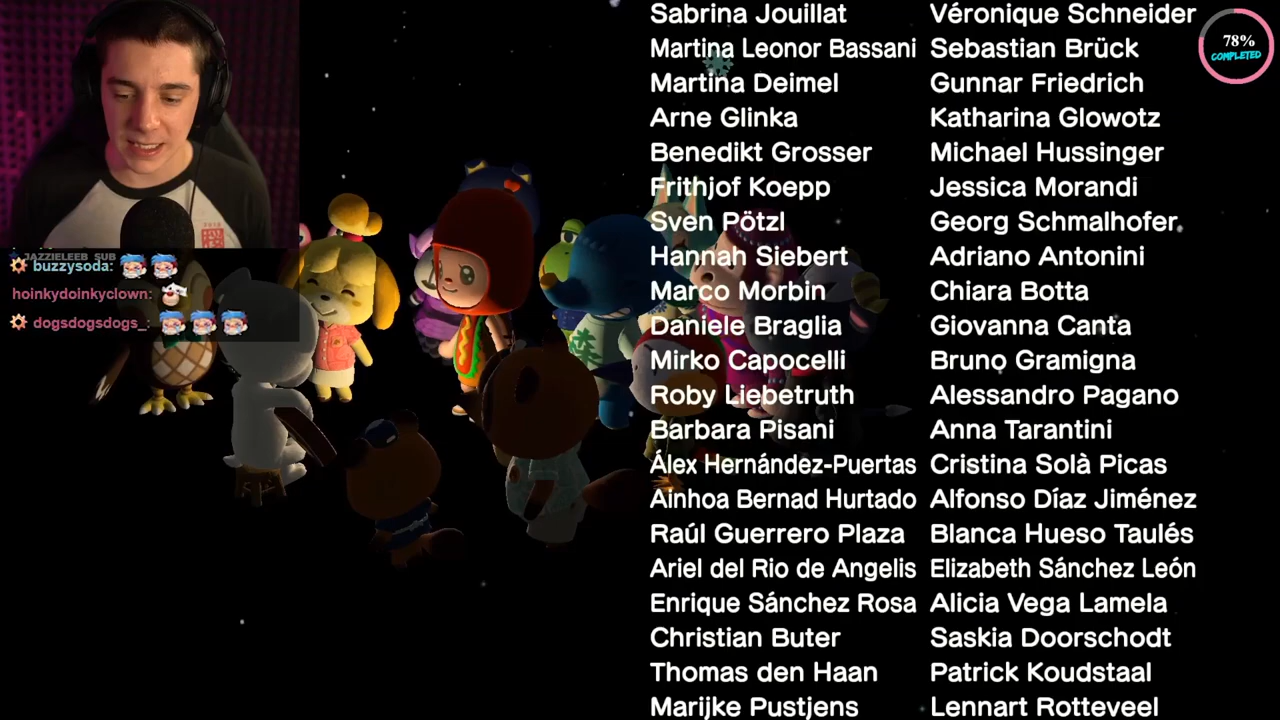 Sabrina Jouillat Véronique Schneider
Martina Leonor Bassani Sebastian Brück
Martina Deimel Gunnar Friedrich
Arne Glinka Katharina Glowotz
Benedikt Grosser Michael Hussinger
Frithjof Koepp Jessica Morandi
Sven Pötzl Georg Schmalhofer
Hannah Siebert Adriano Antonini
Marco Morbin Chiara Botta
Daniele Braglia Giovanna Canta
Mirko Capocelli Bruno Gramigna
Roby Liebetruth Alessandro Pagano
Barbara Pisani Anna Tarantini
Álex Hernández-Puertas Cristina Solà Picas
Ainhoa Bernad Hurtado Alfonso Díaz Jiménez
Raúl Guerrero Plaza Blanca Hueso Taulés
Ariel del Rio de Angelis Elizabeth Sánchez León
Enrique Sánchez Rosa Alicia Vega Lamela
Christian Buter Saskia Doorschodt
Thomas den Haan Patrick Koudstaal
Marijke Pustjens Lennart Rotteveel
78%
COMPLETED
JAZZIELEEB SUB
buzzysoda:
hoinkydoinkyclown:
dogsdogsdogs_: